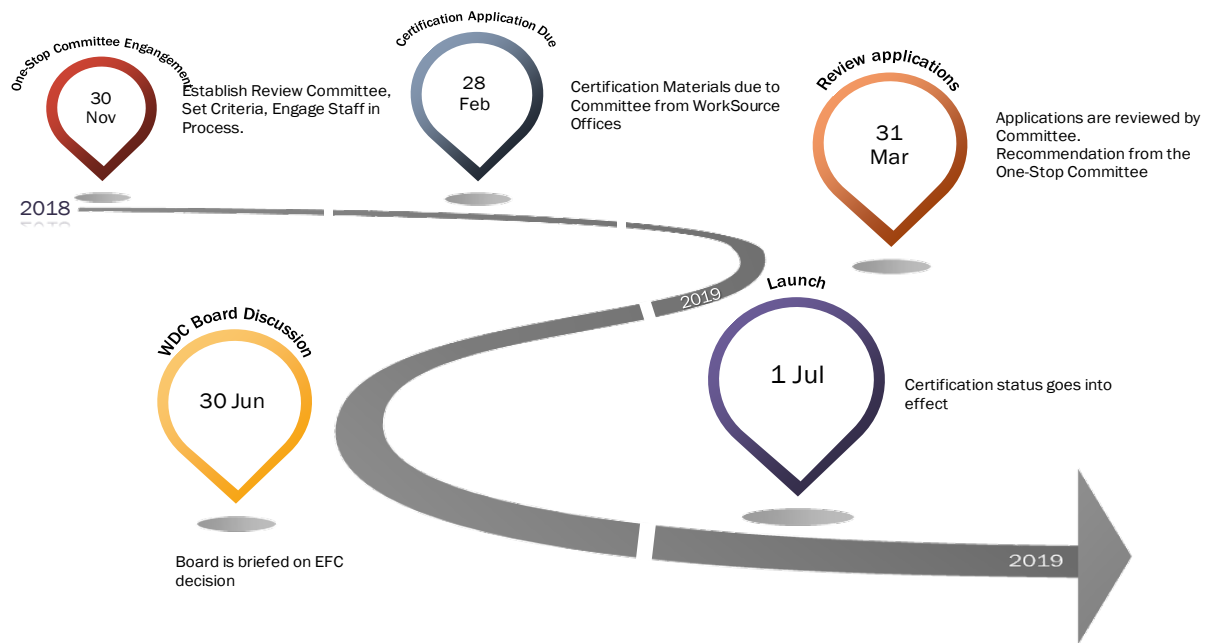 One-Stop Committee Engangement
30
Nov
Establish Review Committee,
Set Criteria, Engage Staff in
Process.
Certification Application Due
28
Feb
Certification Materials due to
Committee from WorkSource
Offices
Review applications
31
Mar
Applications are reviewed by
Committee.
Recommendation from the
One-Stop Committee
2018
2019
WDC Board Discussion
30 Jun
Board is briefed on EFC
decision
Launch
1 Jul
Certification status goes into
effect
2019